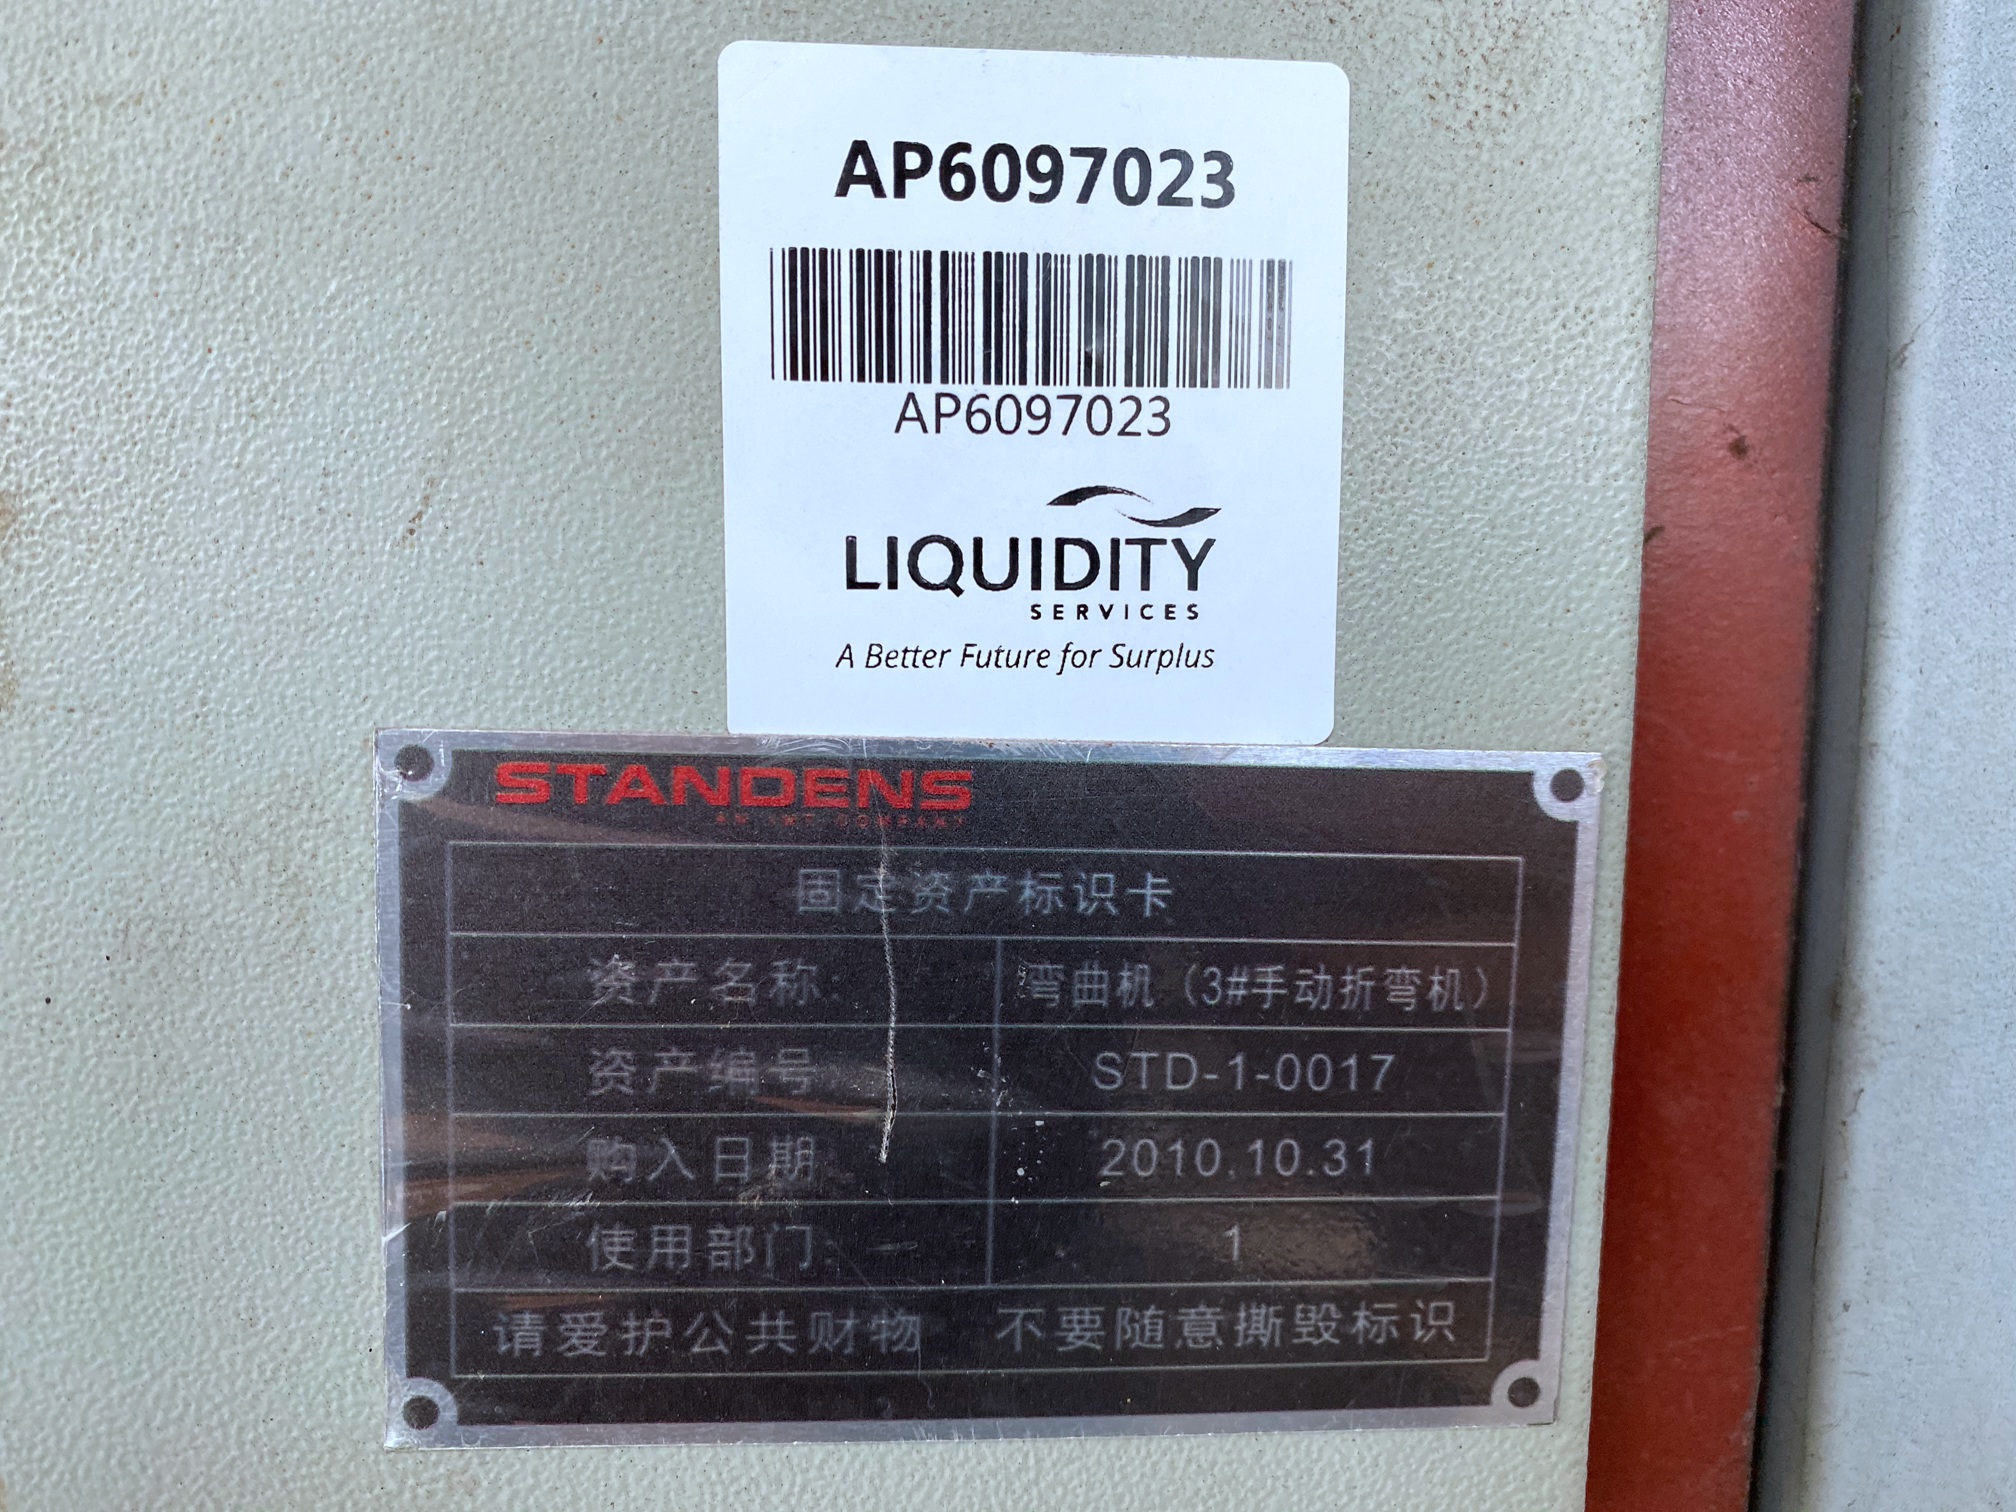 AP6097023
AP6097023
LIQUIDITY
SERVICES
A Better Future for Surplus
STANDENS
AN IMT COMPANY
固定资产标识卡
资产名称 弯曲机（3#手动折弯机）
资产编号 STD-1-0017
购入日期 2010.10.31
使用部门 1
请爱护公共财物 不要随意撕毁标识